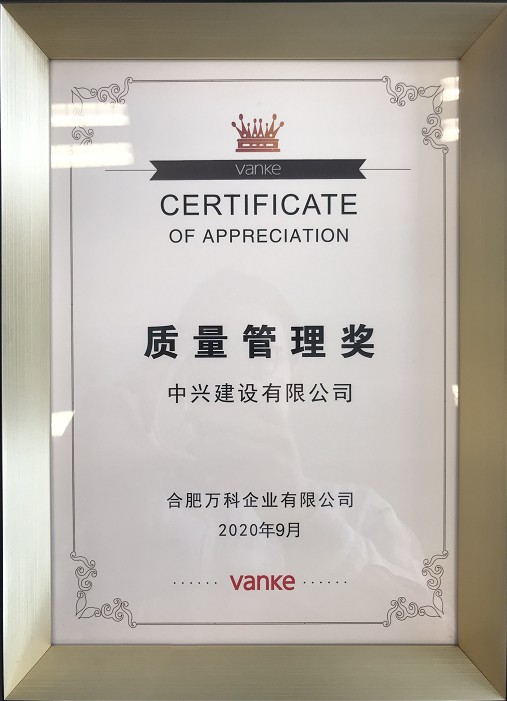 vanke
CERTIFICATE
OF APPRECIATION
质量管理奖
中兴建设有限公司
合肥万科企业有限公司
2020年9月
...... vanke ......